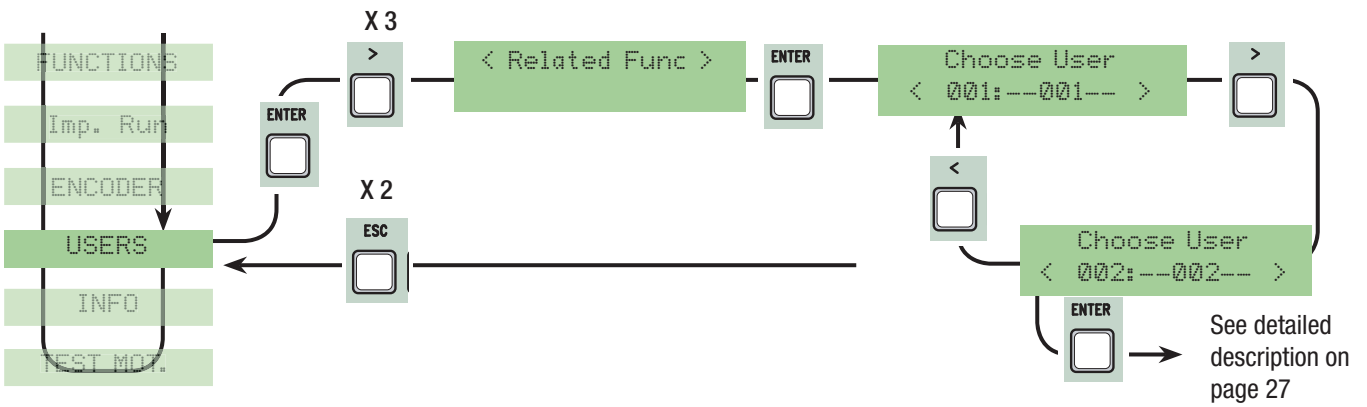 X 3
>
< Related Func >
ENTER
Choose User
< 001:--001-- >
>
FUNCTIONS
Imp. Run
ENCODER
USERS
INFO
TEST MOT.
ENTER
X 2
ESC
<
Choose User
< 002:--002-- >
ENTER
See detailed
description on
page 27